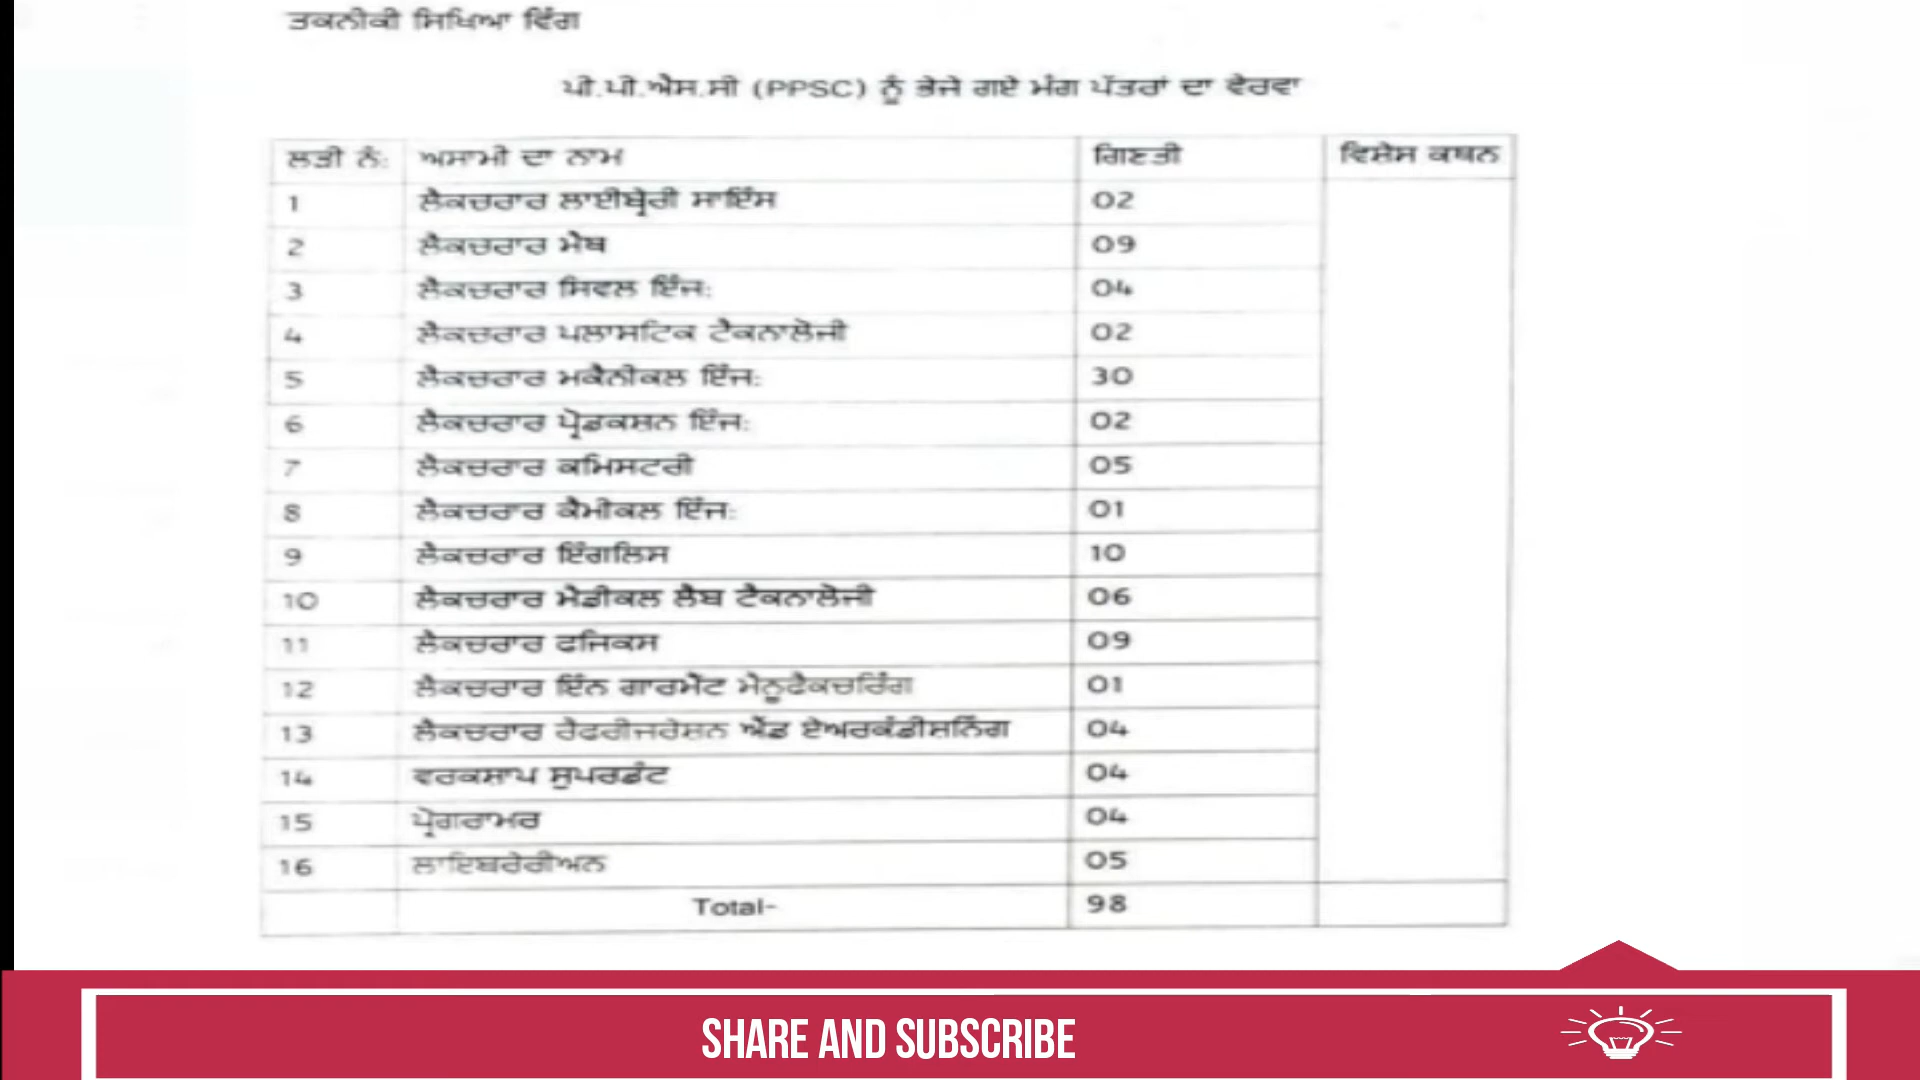 ਤਕਨੀਕੀ ਸਿਖਿਆ ਵਿੰਗ
ਪੀ.ਪੀ.ਐਸ.ਸੀ (PPSC) ਨੂੰ ਭੇਜੇ ਗਏ ਮੰਗ ਪੱਤਰਾਂ ਦਾ ਵੇਰਵਾ
ਲੜੀ ਨੰ: ਅਸਾਮੀ ਦਾ ਨਾਮ ਗਿਣਤੀ ਵਿਸ਼ੇਸ ਕਥਨ
1 ਲੈਕਚਰਾਰ ਲਾਈਬ੍ਰੇਰੀ ਸਾਇੰਸ 02
2 ਲੈਕਚਰਾਰ ਮੈਥ 09
3 ਲੈਕਚਰਾਰ ਸਿਵਲ ਇੰਜ: 04
4 ਲੈਕਚਰਾਰ ਪਲਾਸਟਿਕ ਟੈਕਨਾਲੋਜੀ 02
5 ਲੈਕਚਰਾਰ ਮਕੈਨੀਕਲ ਇੰਜ: 30
6 ਲੈਕਚਰਾਰ ਪ੍ਰੋਡਕਸ਼ਨ ਇੰਜ: 02
7 ਲੈਕਚਰਾਰ ਕਮਿਸਟਰੀ 05
8 ਲੈਕਚਰਾਰ ਕੈਮੀਕਲ ਇੰਜ: 01
9 ਲੈਕਚਰਾਰ ਇੰਗਲਿਸ 10
10 ਲੈਕਚਰਾਰ ਮੈਡੀਕਲ ਲੈਬ ਟੈਕਨਾਲੋਜੀ 06
11 ਲੈਕਚਰਾਰ ਫਜਿਕਸ 09
12 ਲੈਕਚਰਾਰ ਇੰਨ ਗਾਰਮੈਂਟ ਮੇਨੂਫੈਕਚਰਿੰਗ 01
13 ਲੈਕਚਰਾਰ ਰੈਫਰੀਜਰੇਸ਼ਨ ਐਂਡ ਏਅਰਕੰਡੀਸ਼ਨਿੰਗ 04
14 ਵਰਕਸ਼ਾਪ ਸੁਪਰਡੰਟ 04
15 ਪ੍ਰੋਗਰਾਮਰ 04
16 ਲਾਇਬਰੇਰੀਅਨ 05
Total- 98
SHARE AND SUBSCRIBE